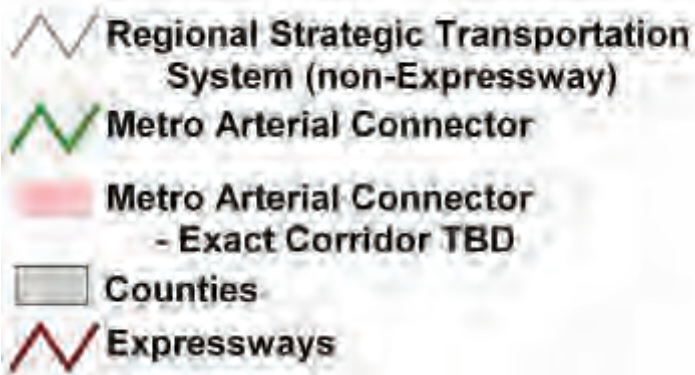 Regional Strategic Transportation
System (non-Expressway)
Metro Arterial Connector
Metro Arterial Connector
- Exact Corridor TBD
Counties
Expressways